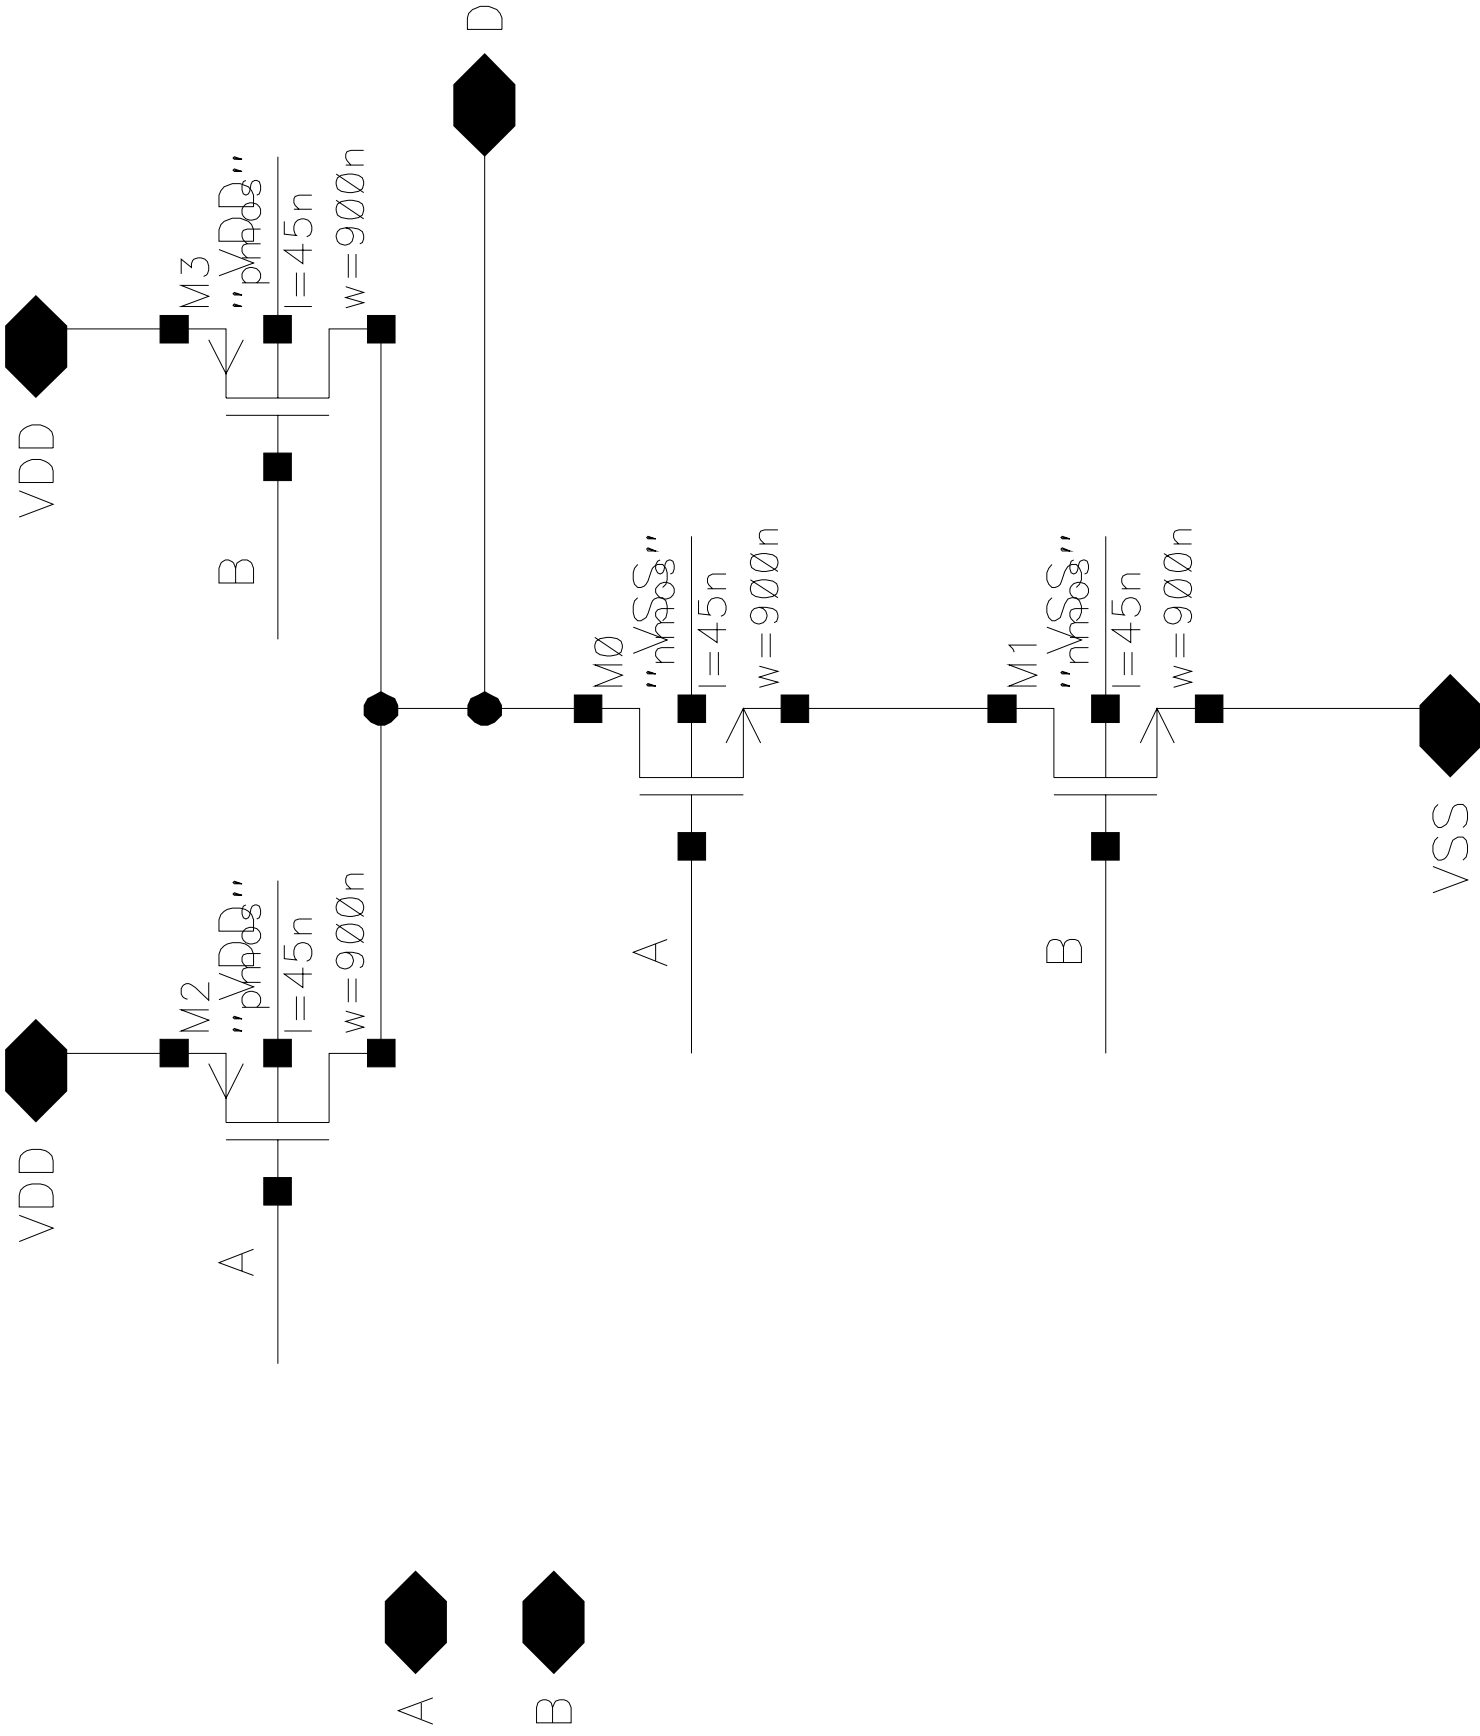 VDD
VDD
M2
VDD
"pmos"
l=45n
w=900n
A
M3
VDD
"pmos"
l=45n
w=900n
B
D
M0
VSS
"nmos"
l=45n
w=900n
A
M1
VSS
"nmos"
l=45n
w=900n
B
VSS
A
B